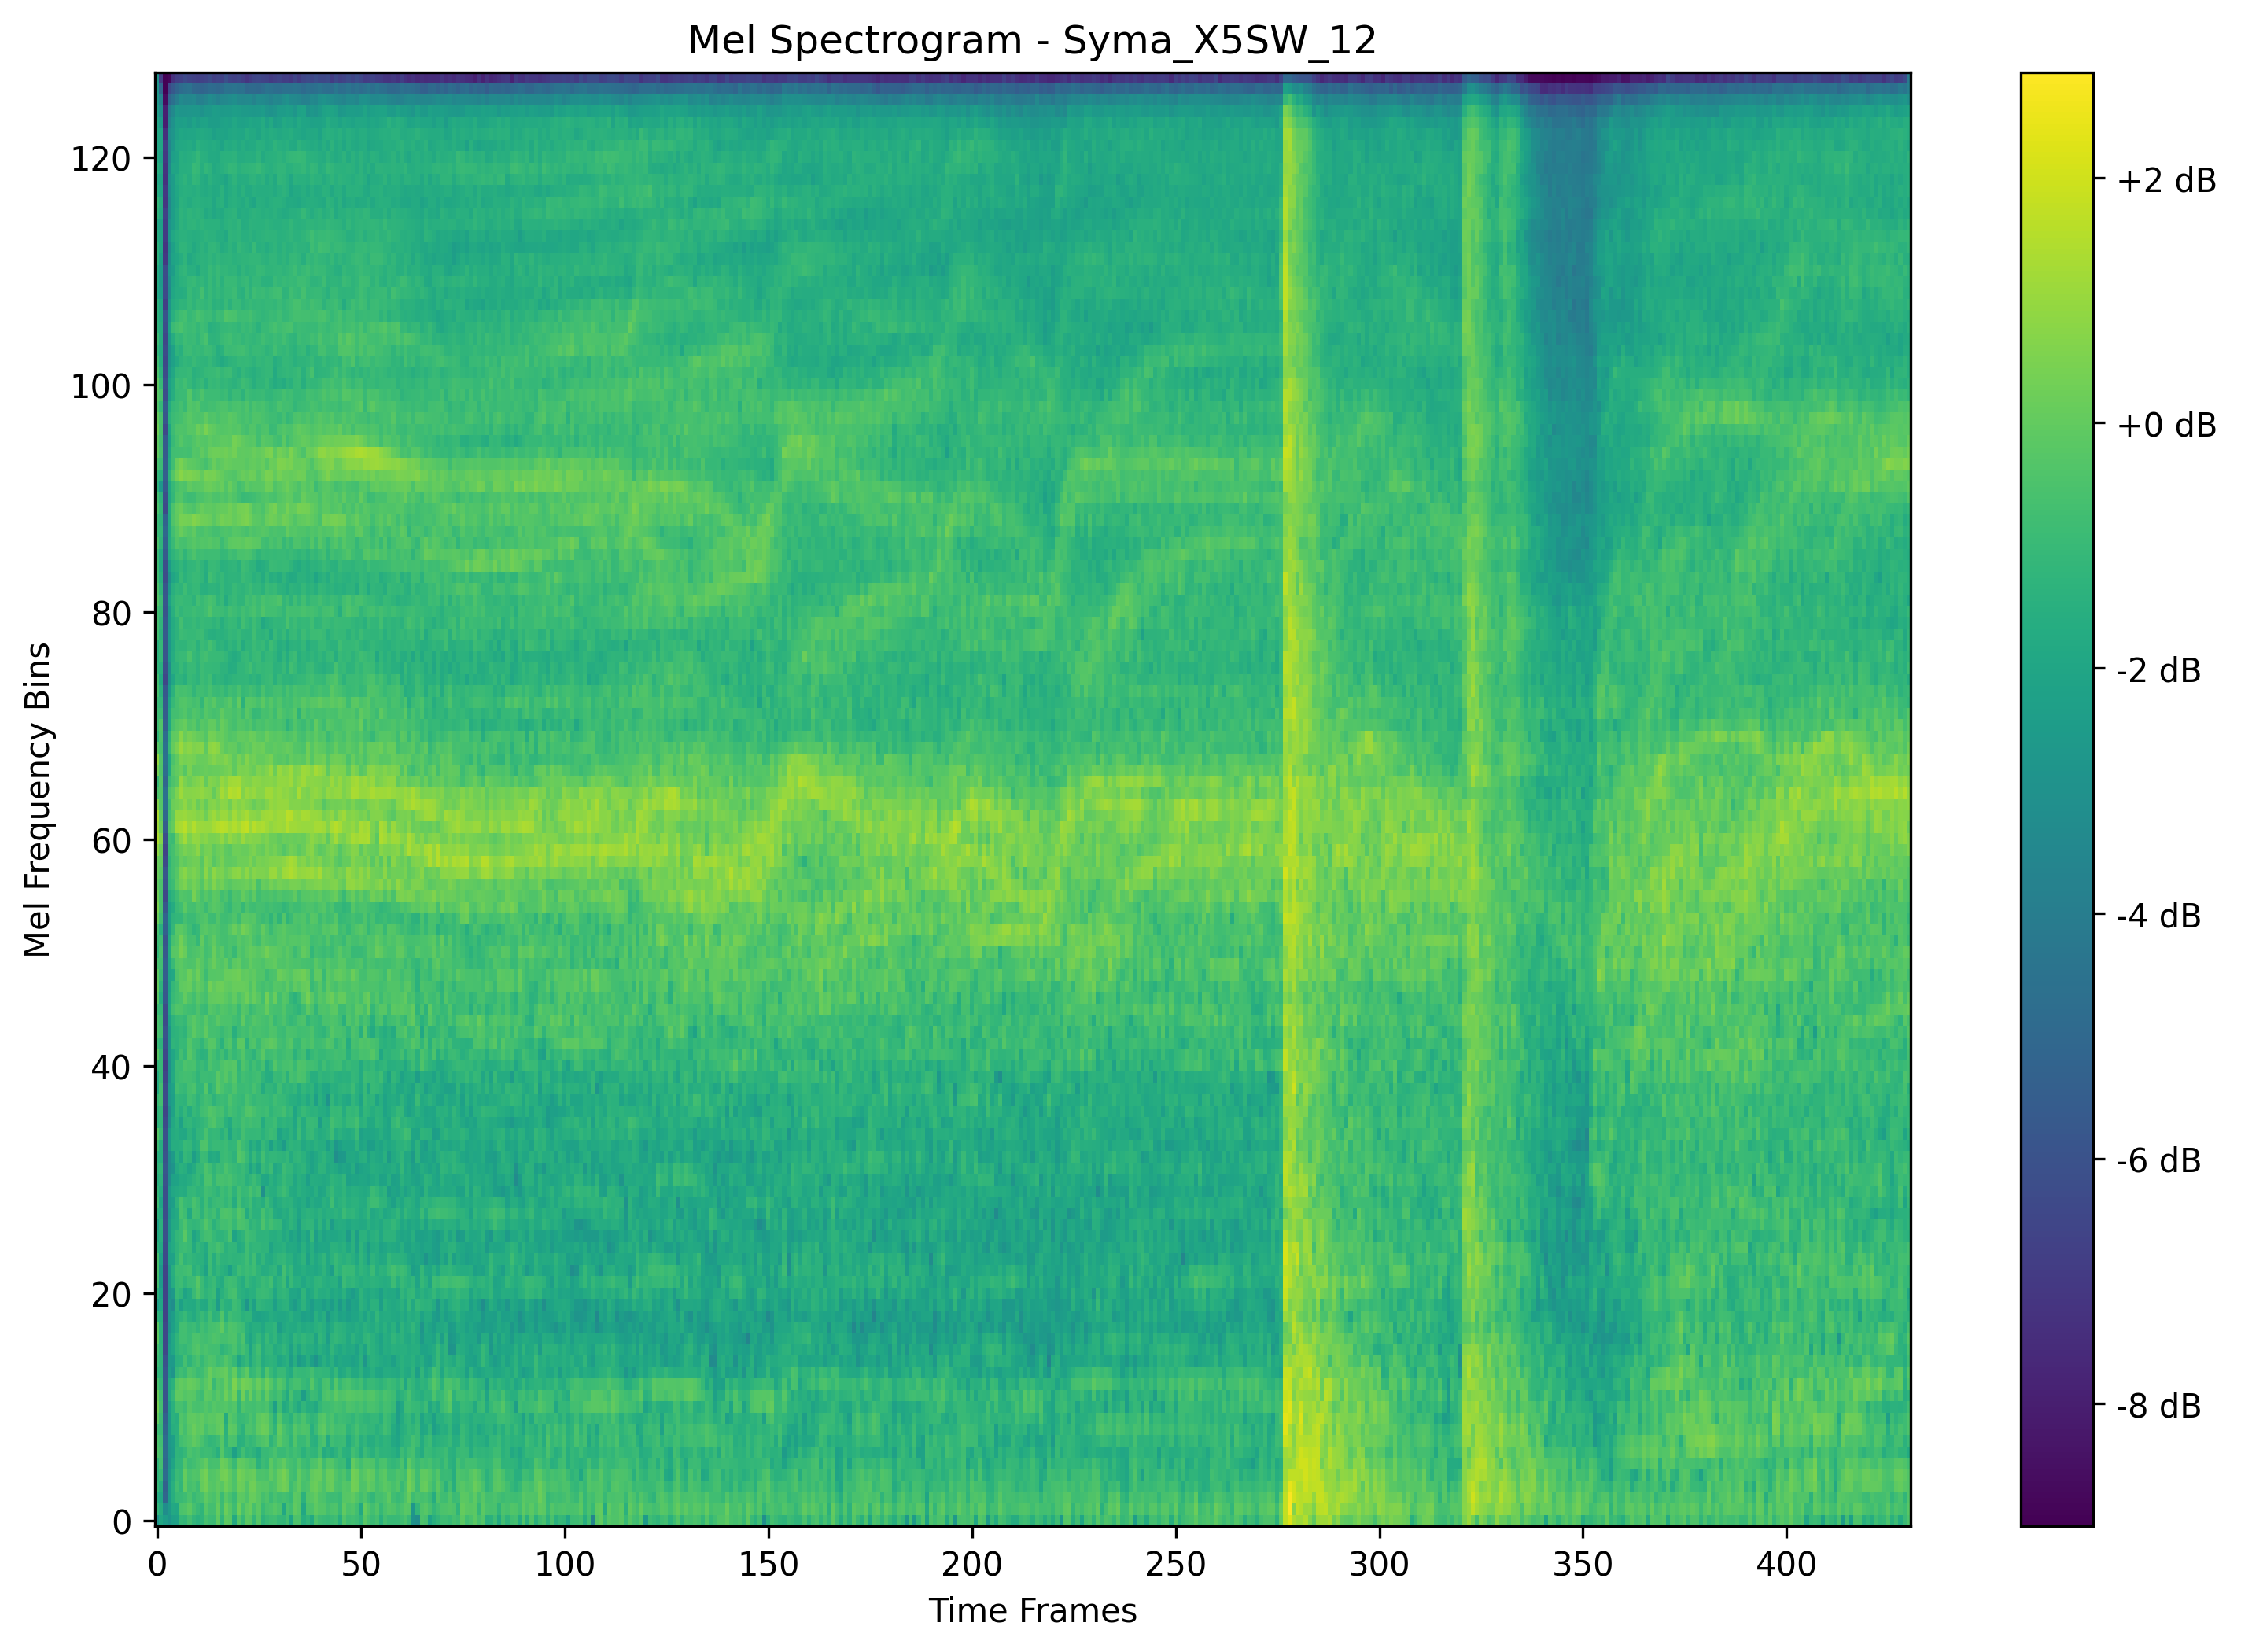 Mel Spectrogram - Syma_X5SW_12
Mel Frequency Bins
120
100
80
60
40
20
0
0 50 100 150 200 250 300 350 400
Time Frames
+2 dB
+0 dB
-2 dB
-4 dB
-6 dB
-8 dB